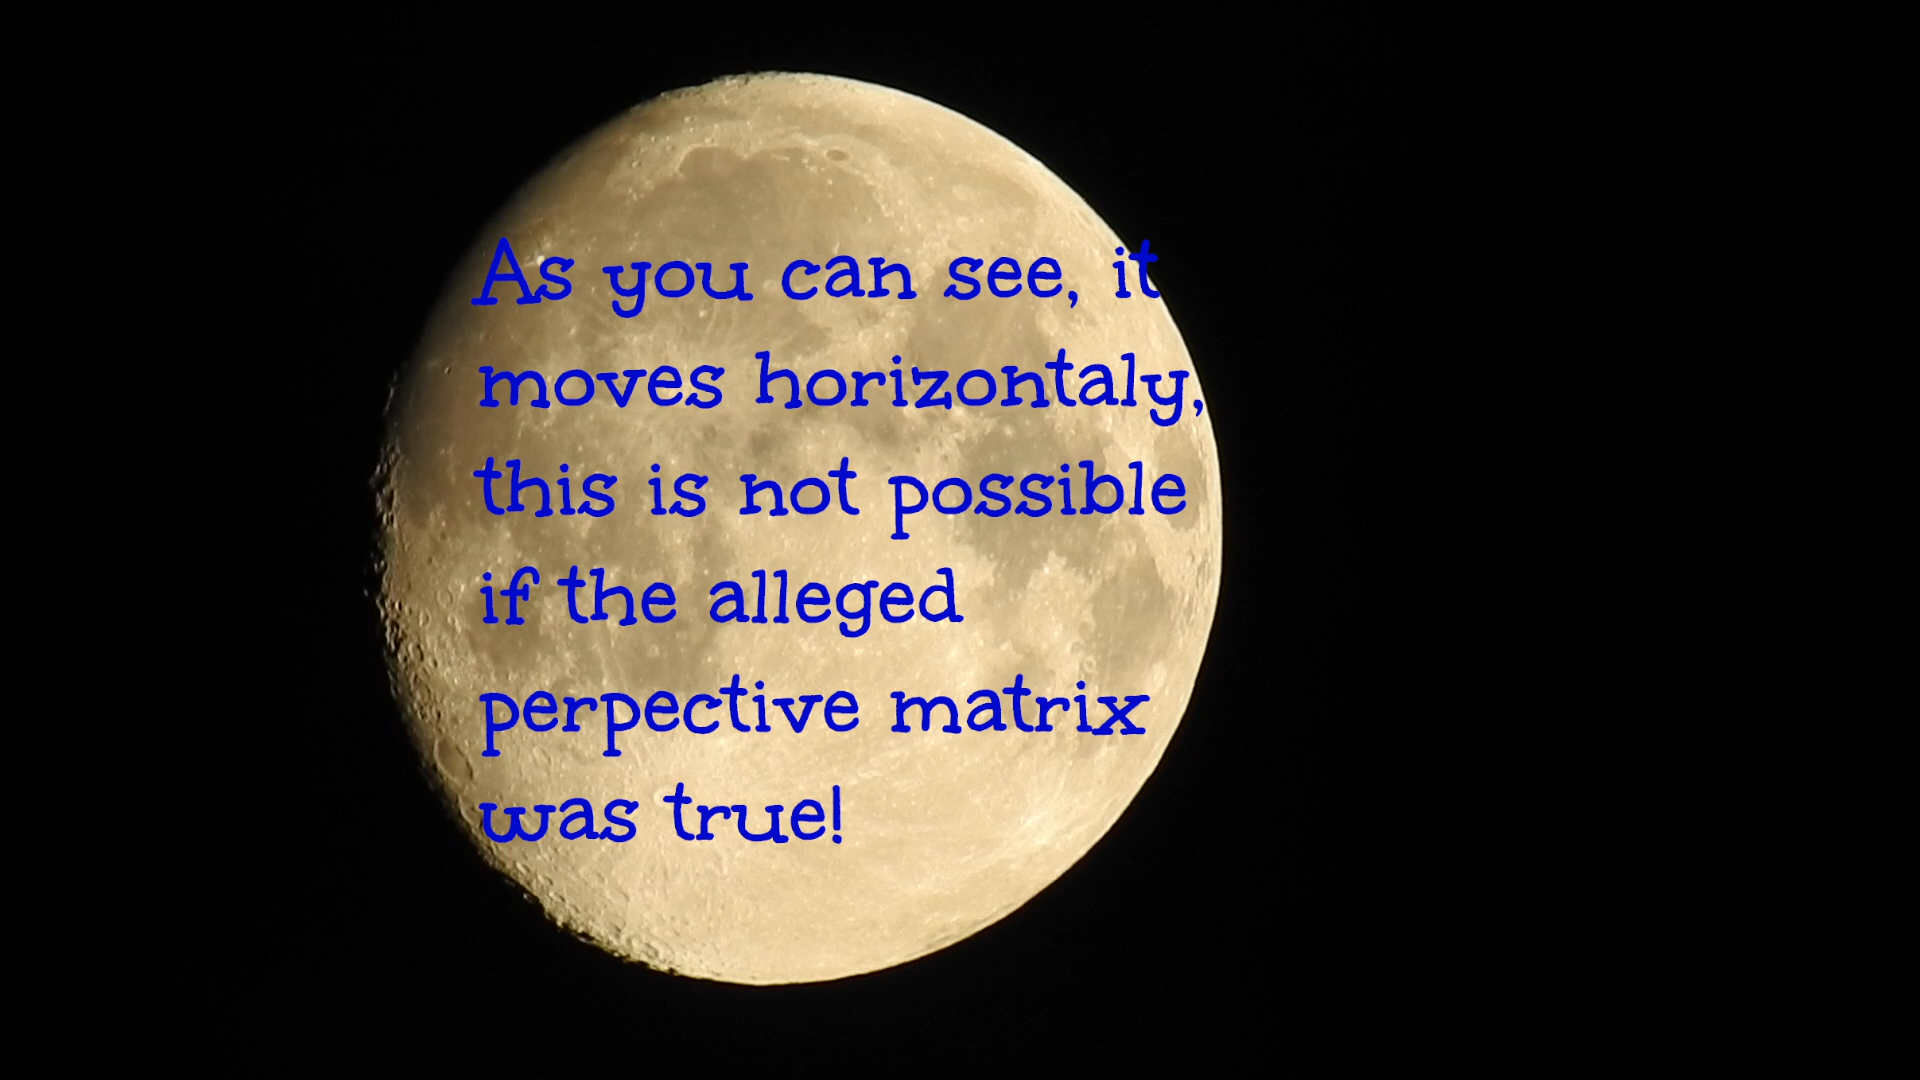 As you can see, it
moves horizontaly,
this is not possible
if the alleged
perpective matrix
was true!